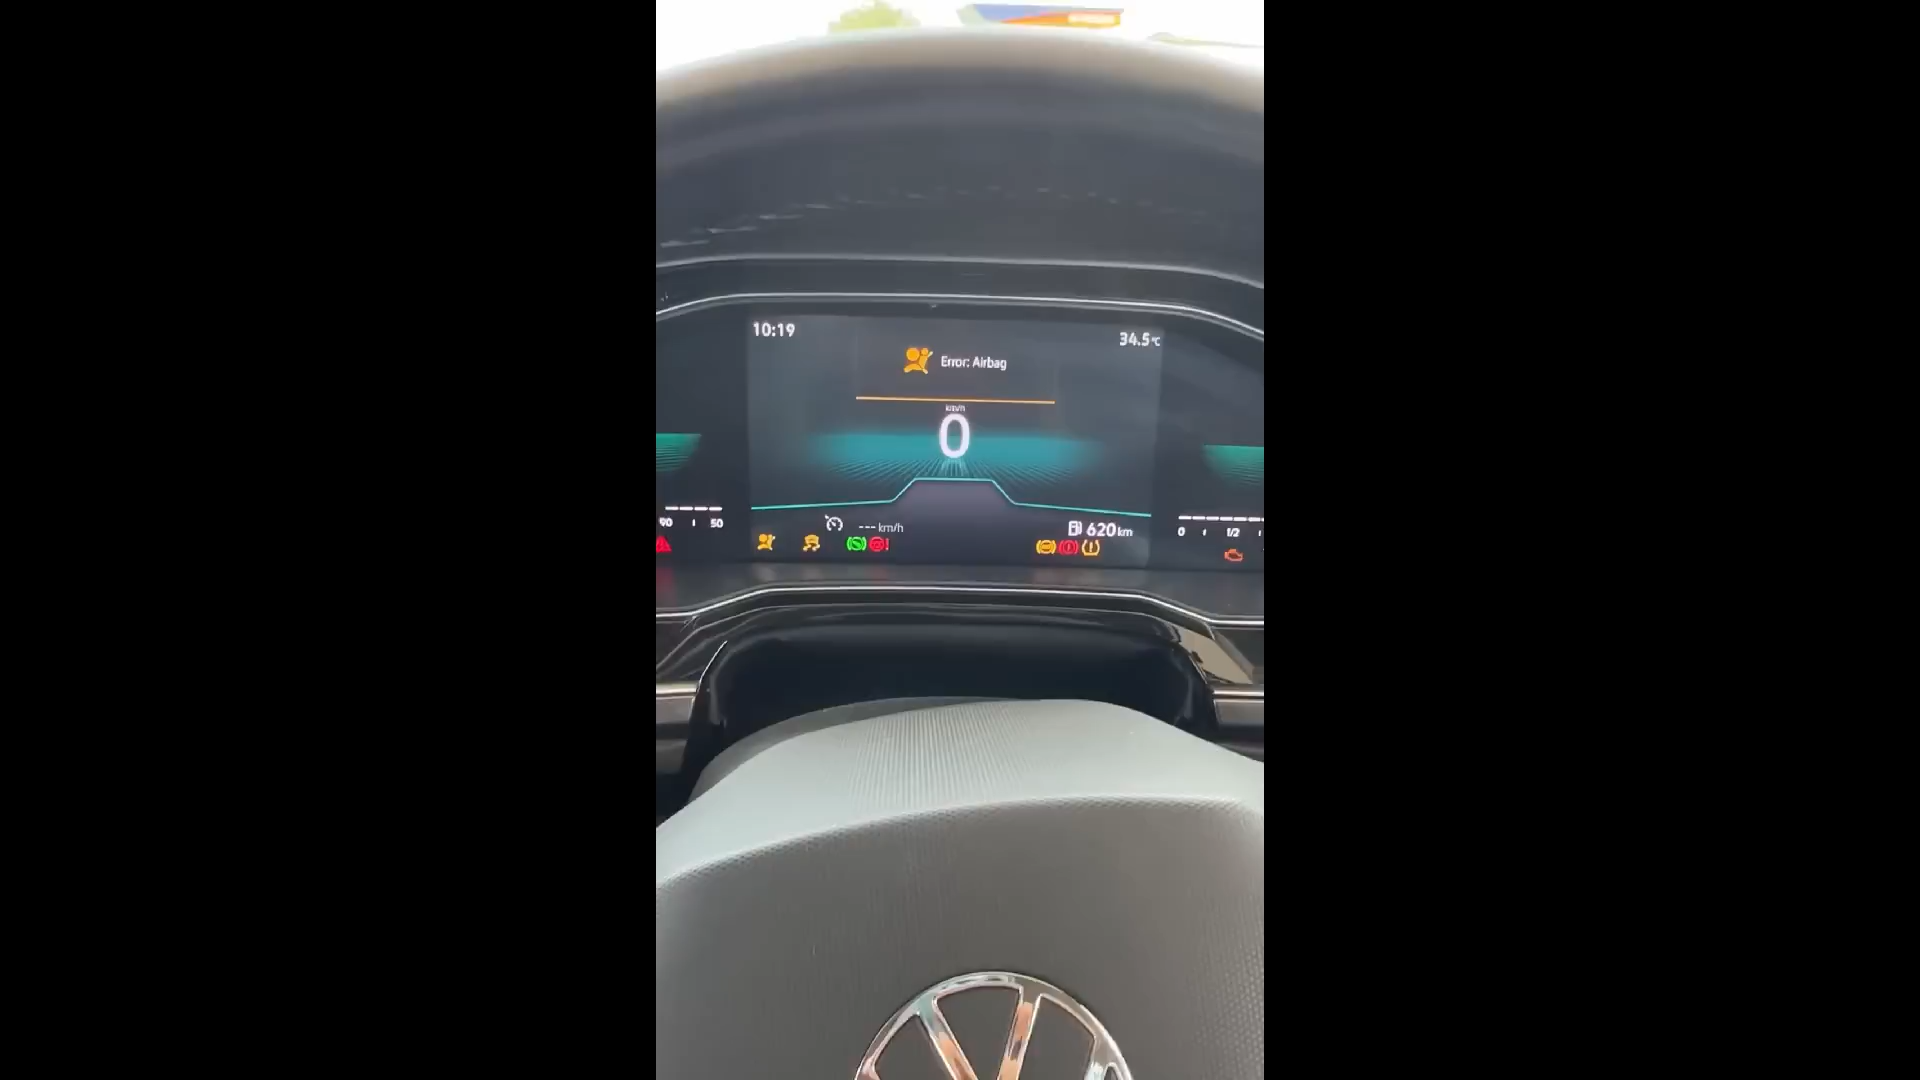 10:19
34.5°C
Error: Airbag
km/h
0
90 50
--- km/h
620 km
0 1/2